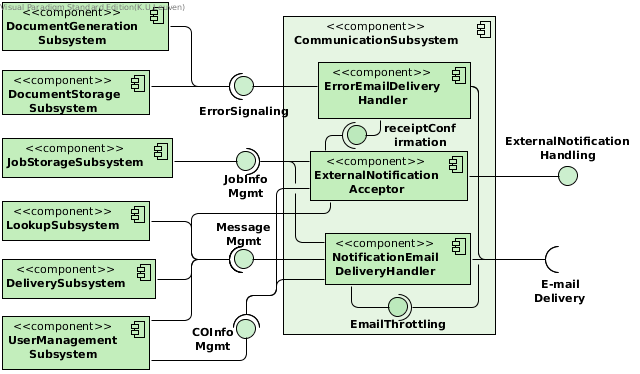 Visual Paradigm Standard Edition(K.U.Leuven)
<<component>>
DocumentGeneration
Subsystem
<<component>>
DocumentStorage
Subsystem
<<component>>
JobStorageSubsystem
<<component>>
LookupSubsystem
<<component>>
DeliverySubsystem
<<component>>
UserManagement
Subsystem
ErrorSignaling
JobInfo
Mgmt
Message
Mgmt
COInfo
Mgmt
<<component>>
CommunicationSubsystem
<<component>>
ErrorEmailDelivery
Handler
receiptConf
irmation
<<component>>
ExternalNotification
Acceptor
<<component>>
NotificationEmail
DeliveryHandler
EmailThrottling
ExternalNotification
Handling
E-mail
Delivery